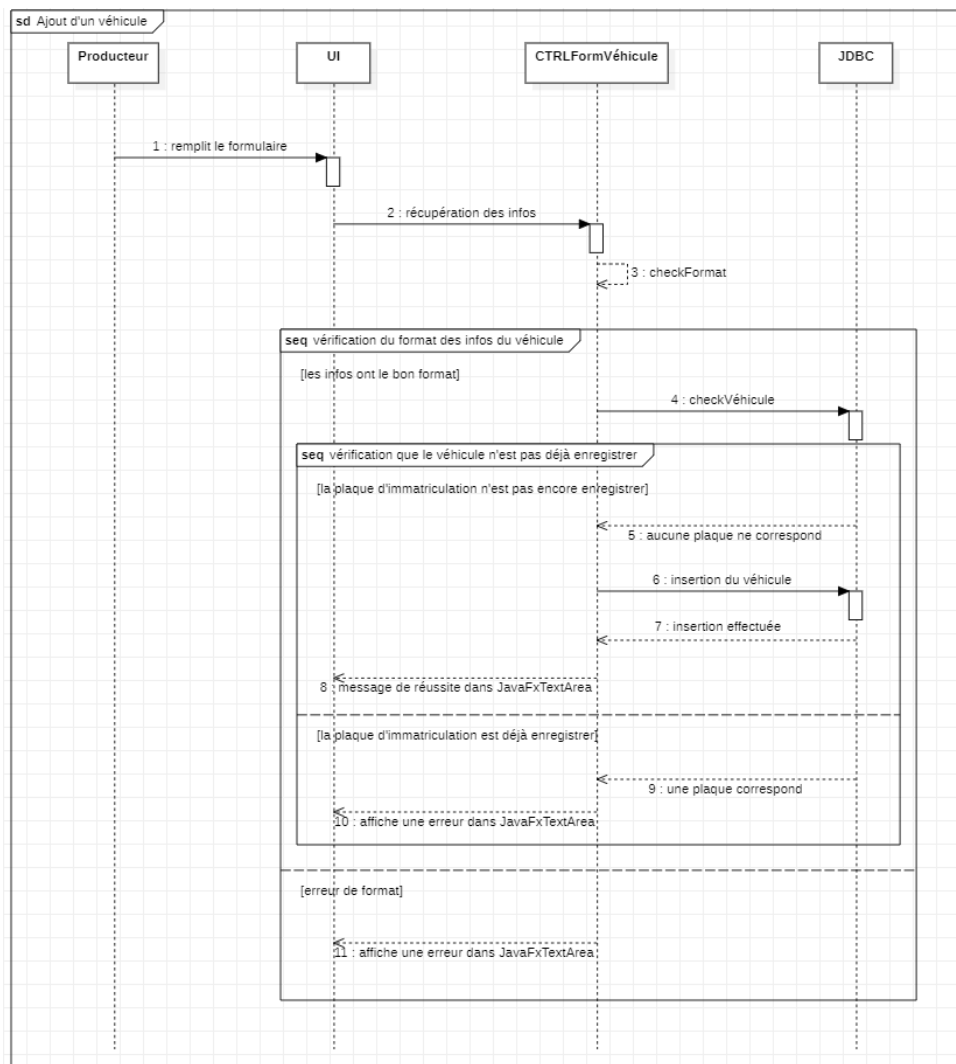 sd Ajout d'un véhicule
Producteur
UI
CTRLFormVéhicule
JDBC
1 : remplit le formulaire
2 : récupération des infos
3 : checkFormat
seq vérification du format des infos du véhicule
[les infos ont le bon format]
4 : checkVéhicule
seq vérification que le véhicule n'est pas déjà enregistrer
[la plaque d'immatriculation n'est pas encore enregistrer]
5 : aucune plaque ne correspond
6 : insertion du véhicule
7 : insertion effectuée
8 : message de réussite dans JavaFxTextArea
[la plaque d'immatriculation est déjà enregistrer]
9 : une plaque correspond
10 : affiche une erreur dans JavaFxTextArea
[erreur de format]
11 : affiche une erreur dans JavaFxTextArea